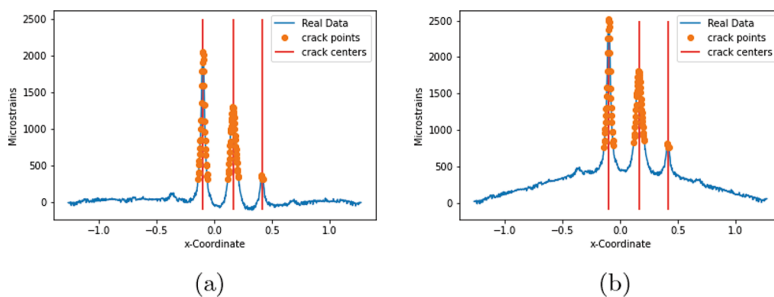 2500
2000
1500
1000
500
0
Microstrains
−1.0
−0.5
0.0
0.5
1.0
x-Coordinate
Real Data
crack points
crack centers
(a)
2500
2000
1500
1000
500
0
Microstrains
−1.0
−0.5
0.0
0.5
1.0
x-Coordinate
Real Data
crack points
crack centers
(b)